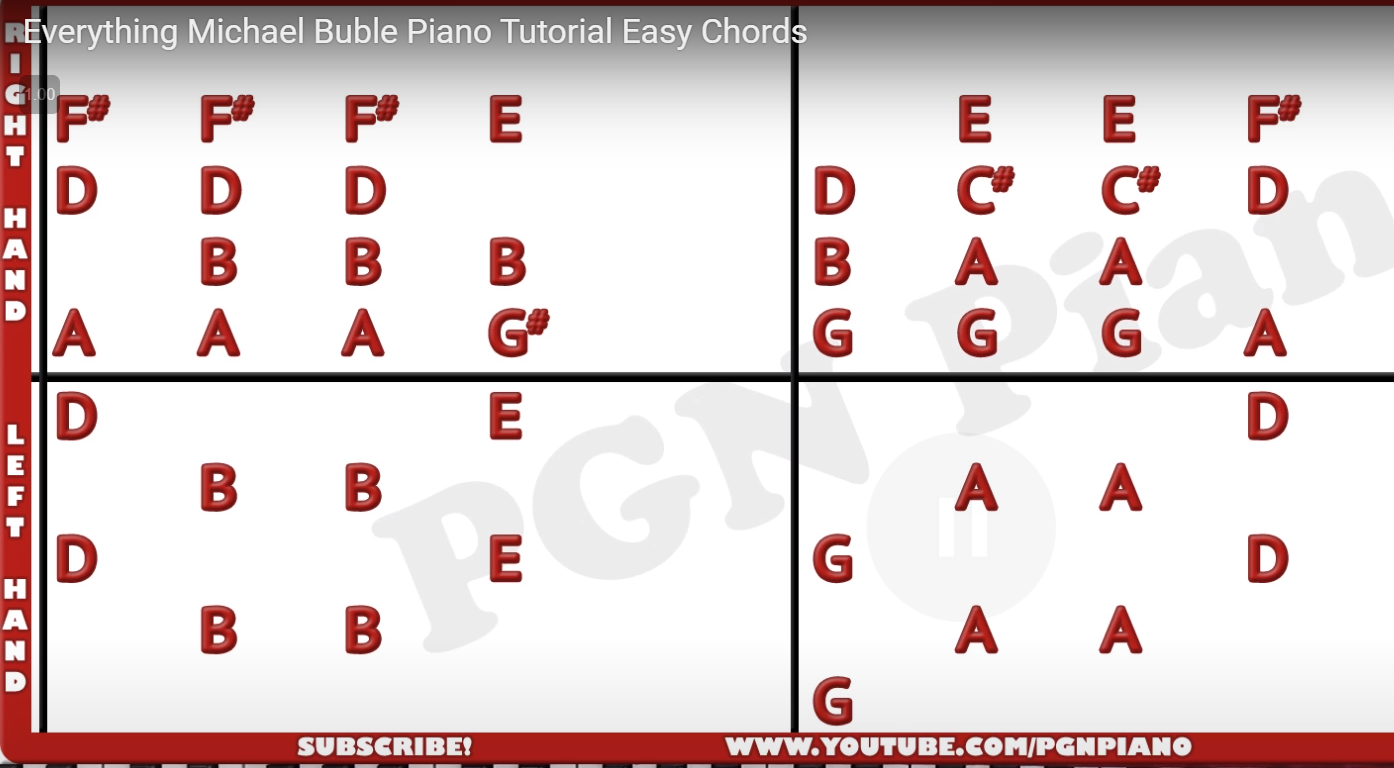 Everything Michael Buble Piano Tutorial Easy Chords
1.00
RIGHT HAND
F# F# F# E E E F#
D D D D C# C# D
B B B B A A
A A A G# G G G A
LEFT HAND
D E D
B B A A
D E G D
B B A A
G
PGN Pian
SUBSCRIBE! WWW.YOUTUBE.COM/PGNPIANO